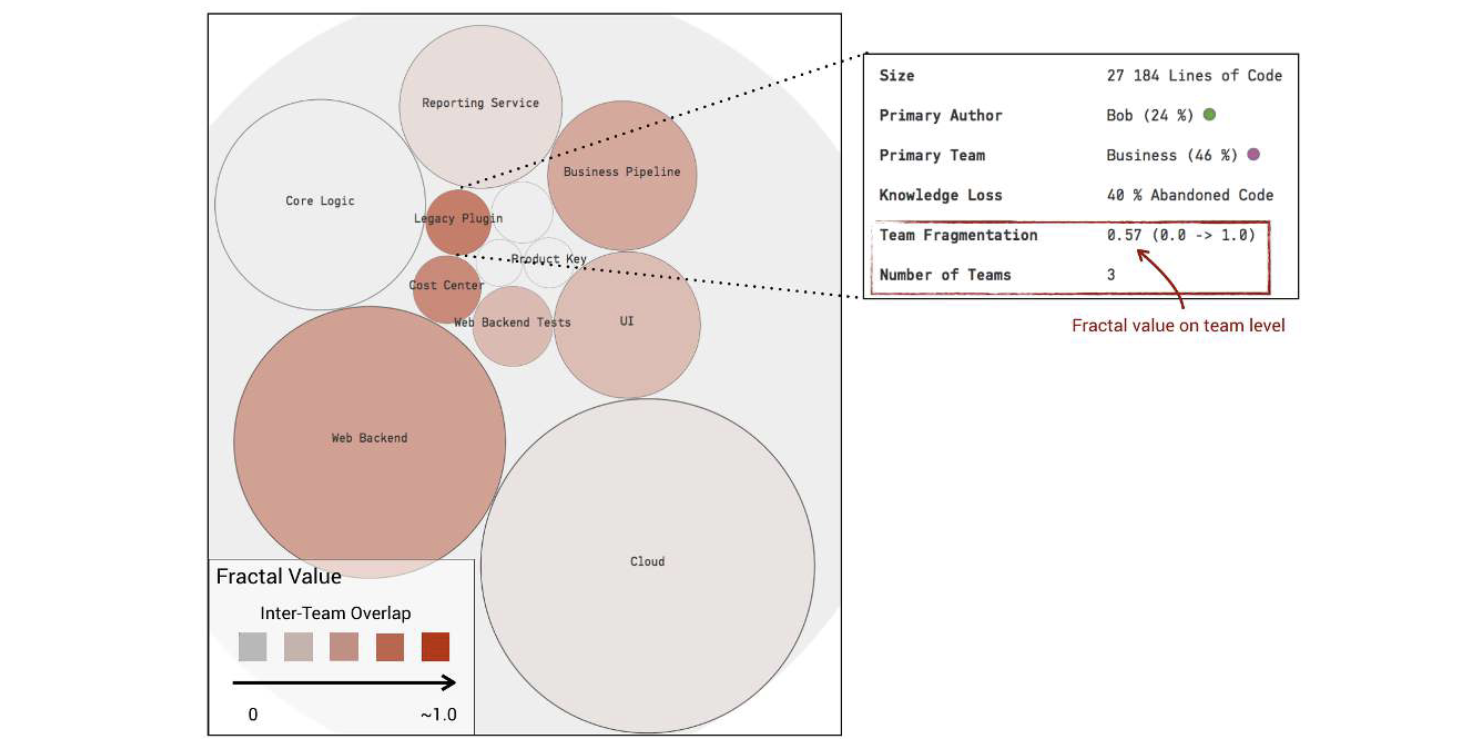 Reporting Service
Business Pipeline
Core Logic
Legacy Plugin
Product Key
Cost Center
Web Backend Tests
UI
Web Backend
Cloud
Fractal Value
Inter-Team Overlap
0 ~1.0
Size 27 184 Lines of Code
Primary Author Bob (24 %)
Primary Team Business (46 %)
Knowledge Loss 40 % Abandoned Code
Team Fragmentation 0.57 (0.0 -> 1.0)
Number of Teams 3
Fractal value on team level